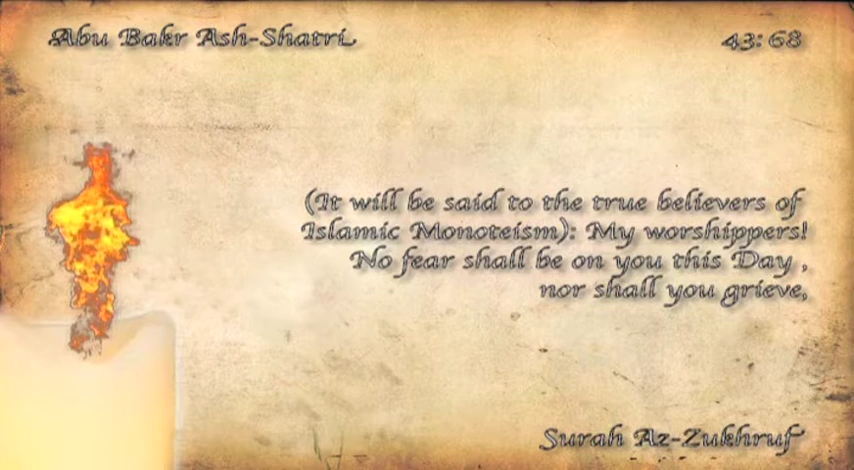 Abu Bakr Ash-Shatri
43: 68
(It will be said to the true believers of
Islamic Monoteism): My worshippers!
No fear shall be on you this Day ,
nor shall you grieve,
Surah Az-Zukhruf